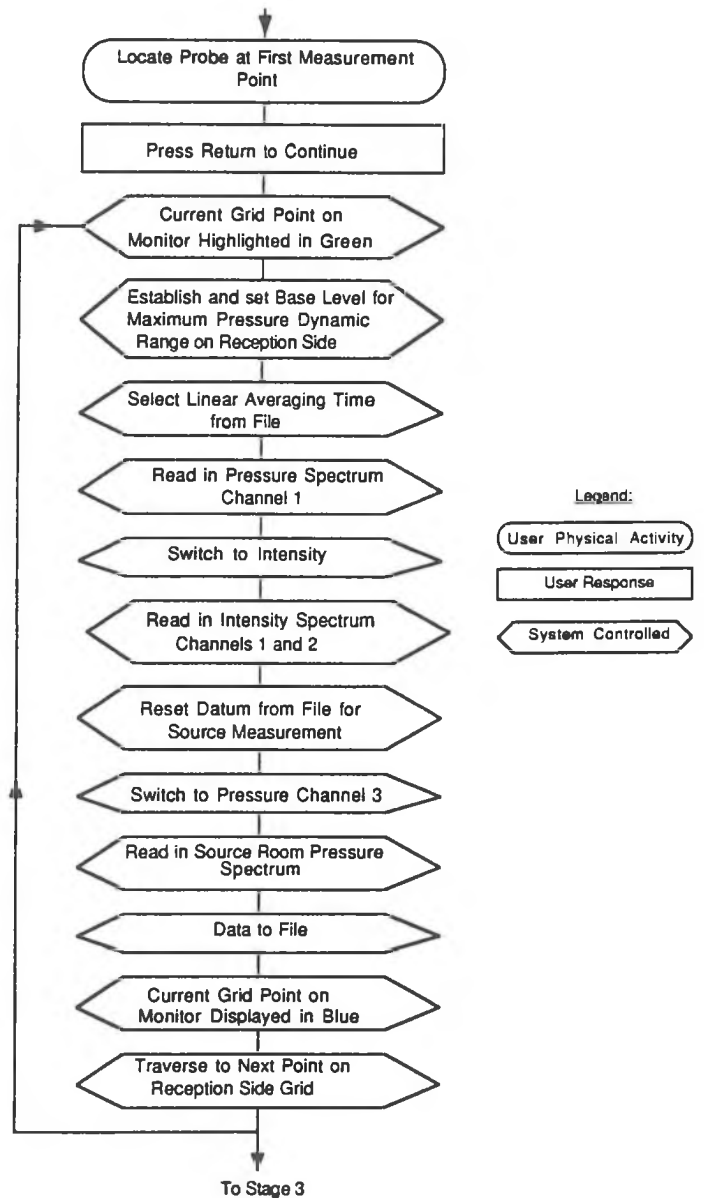 Locate Probe at First Measurement
Point
Press Return to Continue
Current Grid Point on
Monitor Highlighted in Green
Establish and set Base Level for
Maximum Pressure Dynamic
Range on Reception Side
Select Linear Averaging Time
from File
Read in Pressure Spectrum
Channel 1
Switch to Intensity
Read in Intensity Spectrum
Channels 1 and 2
Reset Datum from File for
Source Measurement
Switch to Pressure Channel 3
Read in Source Room Pressure
Spectrum
Data to File
Current Grid Point on
Monitor Displayed in Blue
Traverse to Next Point on
Reception Side Grid
To Stage 3
Legend:
User Physical Activity
User Response
System Controlled